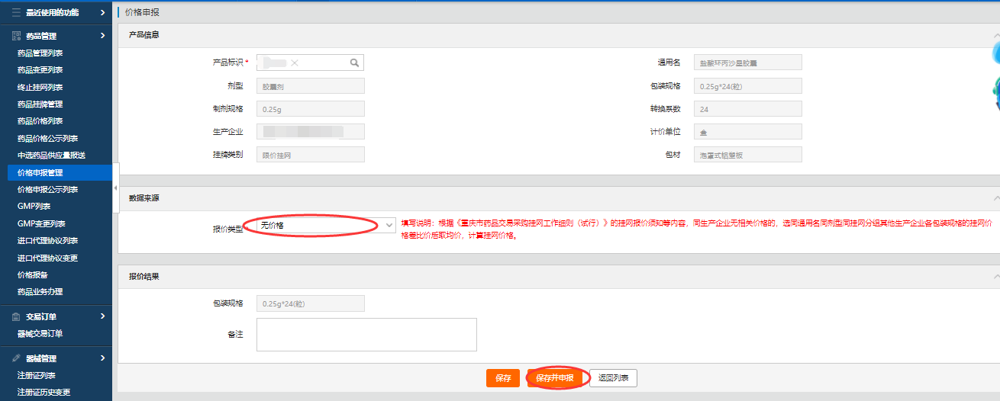 最近使用的功能
药品管理
药品管理列表
药品变更列表
终止挂网列表
药品挂牌管理
药品价格列表
药品价格公示列表
中选药品供应量报送
价格申报管理
价格申报公示列表
GMP列表
GMP变更列表
进口代理协议列表
进口代理协议变更
价格报备
药品业务办理
交易订单
器械交易订单
器械管理
注册证列表
注册证历史变更
价格申报
产品信息
产品标识 *
通用名 盐酸环丙沙星胶囊
剂型 胶囊剂
包装规格 0.25g*24(粒)
制剂规格 0.25g
转换系数 24
生产企业
计价单位 盒
挂牌类别 限价挂网
包材 泡罩式铝塑板
数据来源
报价类型 无价格
填写说明：根据《重庆市药品交易采购挂网工作细则（试行）》的挂网报价须知等内容，同生产企业无相关价格的，选同通用名同剂型同挂网分组其他生产企业各包装规格的挂网价
格差比价后取均价，计算挂网价格。
报价结果
包装规格 0.25g*24(粒)
备注
保存 保存并申报 返回列表